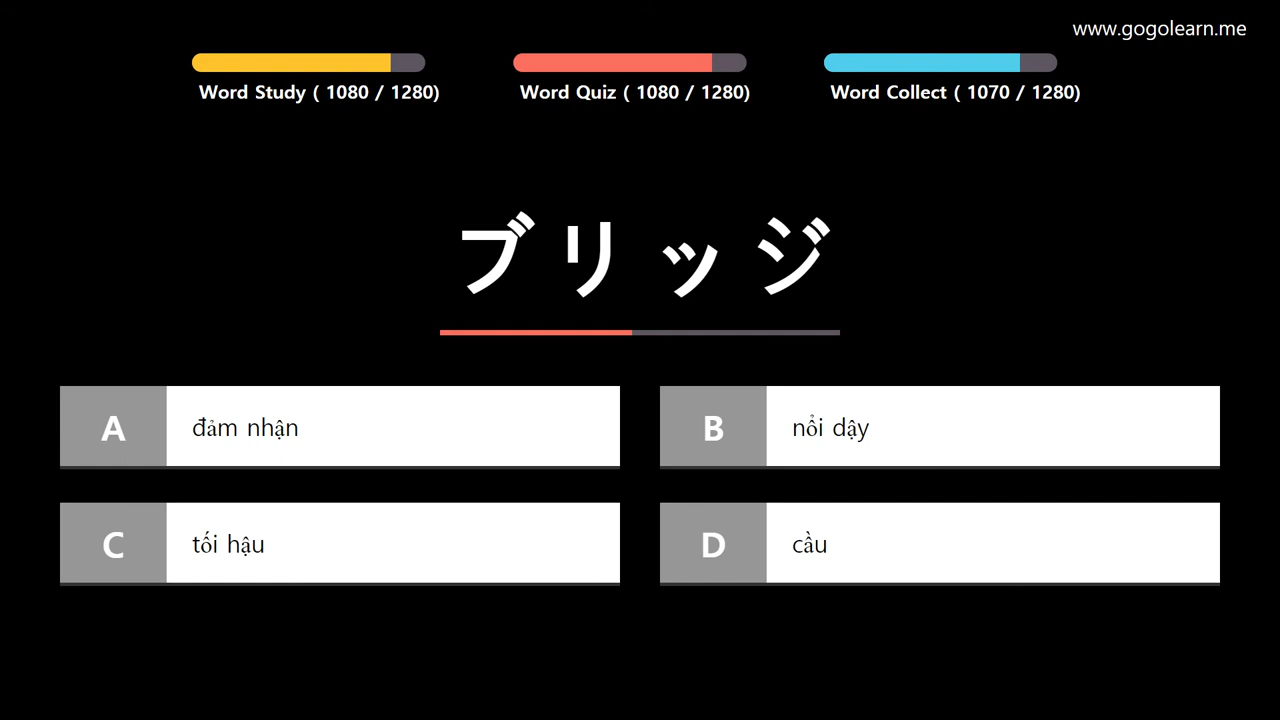 www.gogolearn.me
Word Study ( 1080 / 1280)
Word Quiz ( 1080 / 1280)
Word Collect ( 1070 / 1280)
ブリッジ
A đảm nhận
B nổi dậy
C tối hậu
D cầu